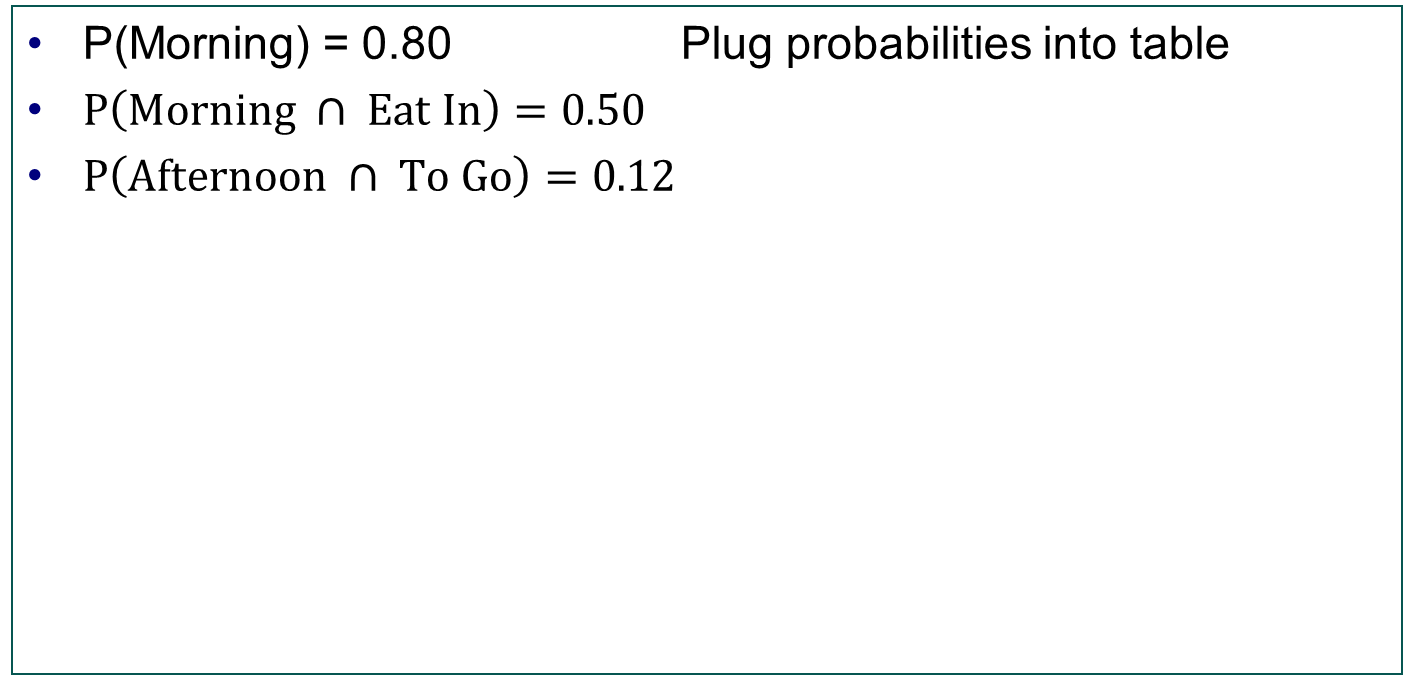 • P(Morning) = 0.80 Plug probabilities into table
• P(Morning ∩ Eat In) = 0.50
• P(Afternoon ∩ To Go) = 0.12